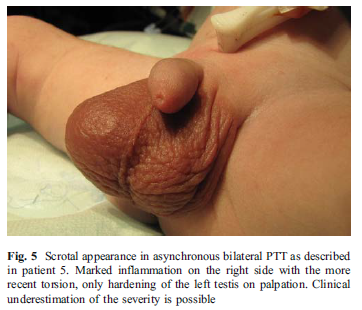 Fig. 5 Scrotal appearance in asynchronous bilateral PTT as described
in patient 5. Marked inflammation on the right side with the more
recent torsion, only hardening of the left testis on palpation. Clinical
underestimation of the severity is possible